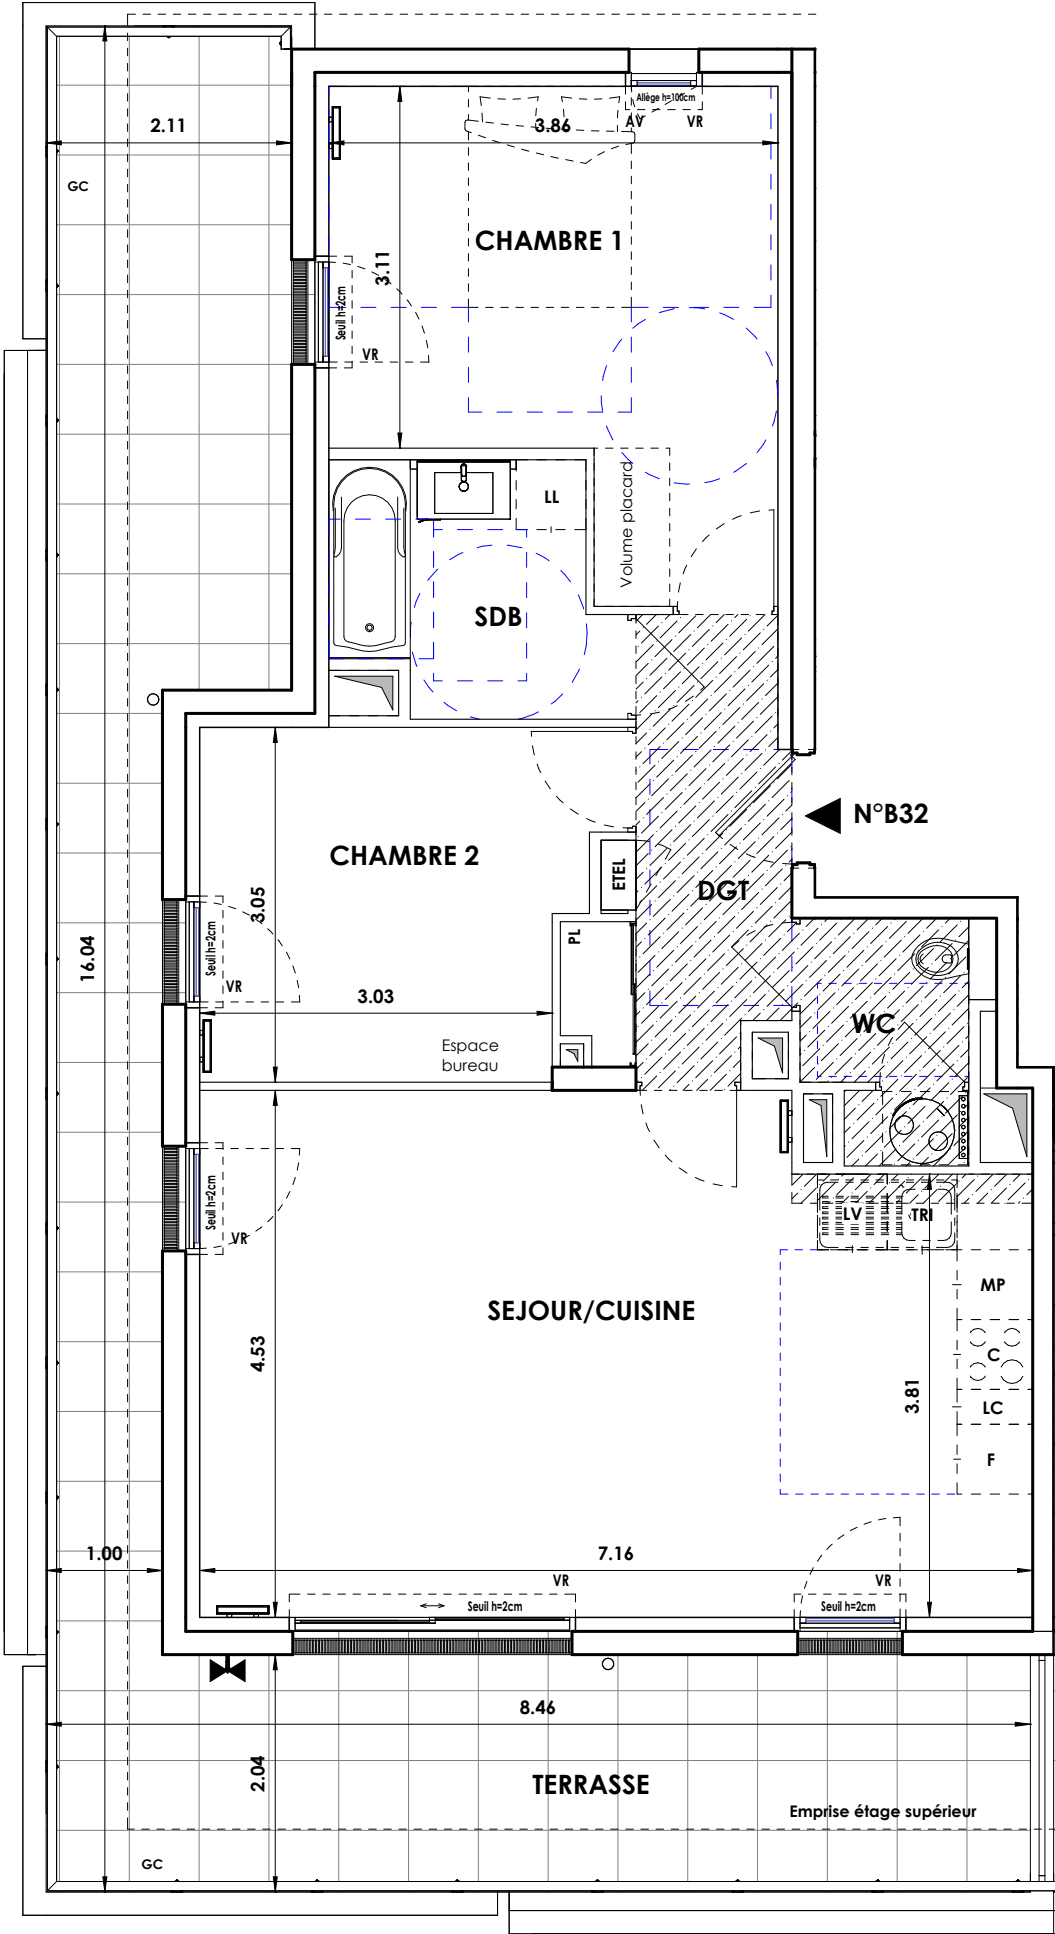 Allège h=100cm
2.11
3.86
AV
VR
GC
CHAMBRE 1
3.11
Seuil h=2cm
VR
LL
Volume placard
SDB
N°B32
CHAMBRE 2
ETEL
DGT
3.05
PL
16.04
Seuil h=2cm
VR
3.03
WC
Espace
bureau
Seuil h=2cm
VR
LV
TRI
MP
SEJOUR/CUISINE
4.53
C
3.81
LC
F
1.00
7.16
VR
VR
Seuil h=2cm
Seuil h=2cm
8.46
2.04
TERRASSE
Emprise étage supérieur
GC